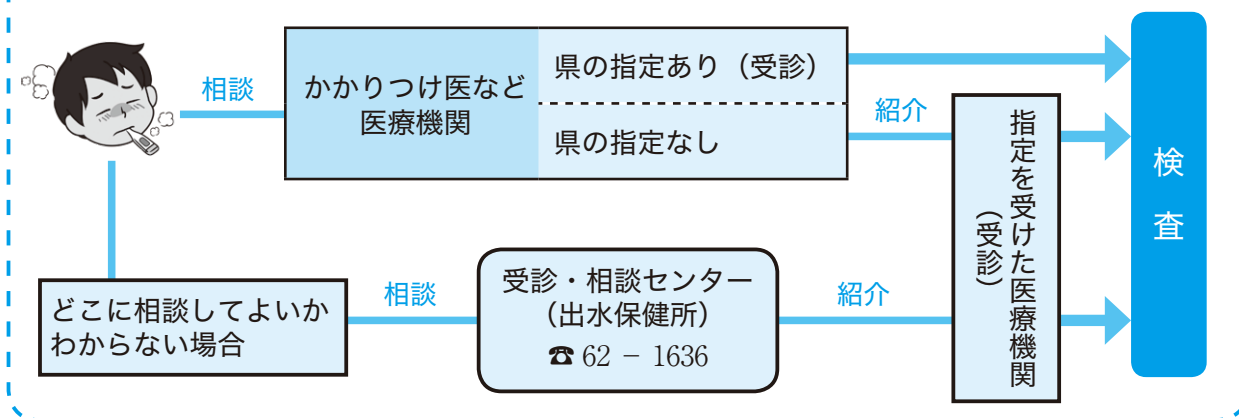 相談
かかりつけ医など
医療機関
県の指定あり（受診）
県の指定なし
紹介
指定を受けた医療機関
（受診）
検査
どこに相談してよいか
わからない場合
相談
受診・相談センター
（出水保健所）
☎ 62 － 1636
紹介